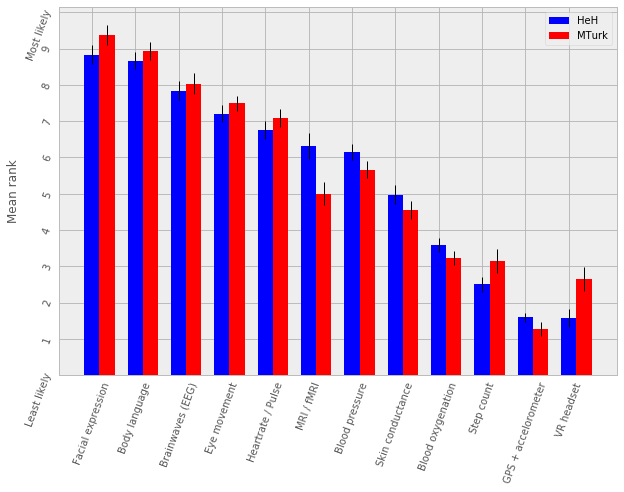 HeH
MTurk
Mean rank
Most likely
9
8
7
6
5
4
3
2
1
Least likely
Facial expression
Body language
Brainwaves (EEG)
Eye movement
Heartrate / Pulse
MRI / fMRI
Blood pressure
Skin conductance
Blood oxygenation
Step count
GPS + accelorometer
VR headset